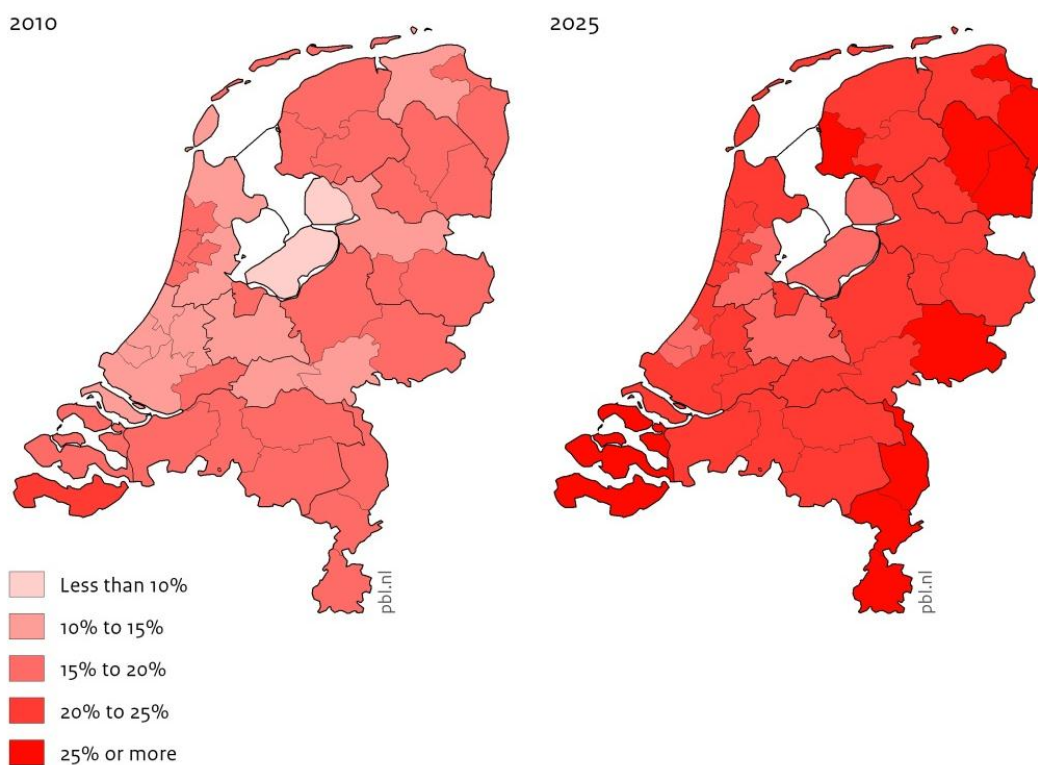 2010
2025
Less than 10%
10% to 15%
15% to 20%
20% to 25%
25% or more
pbl.nl
pbl.nl